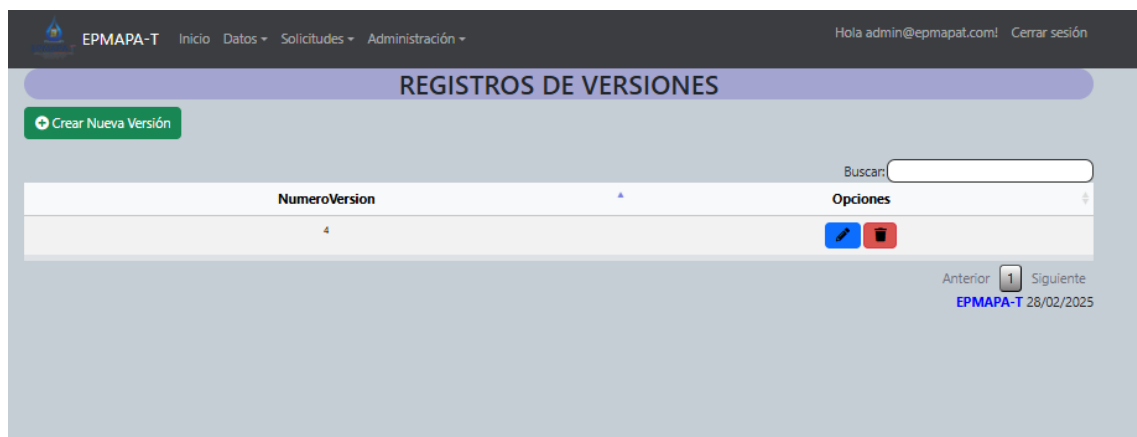 EPMAPA-T Inicio Datos Solicitudes Administración Hola admin@epmapat.com! Cerrar sesión
REGISTROS DE VERSIONES
Crear Nueva Versión
Buscar:
NumeroVersion Opciones
4
Anterior 1 Siguiente
EPMAPA-T 28/02/2025